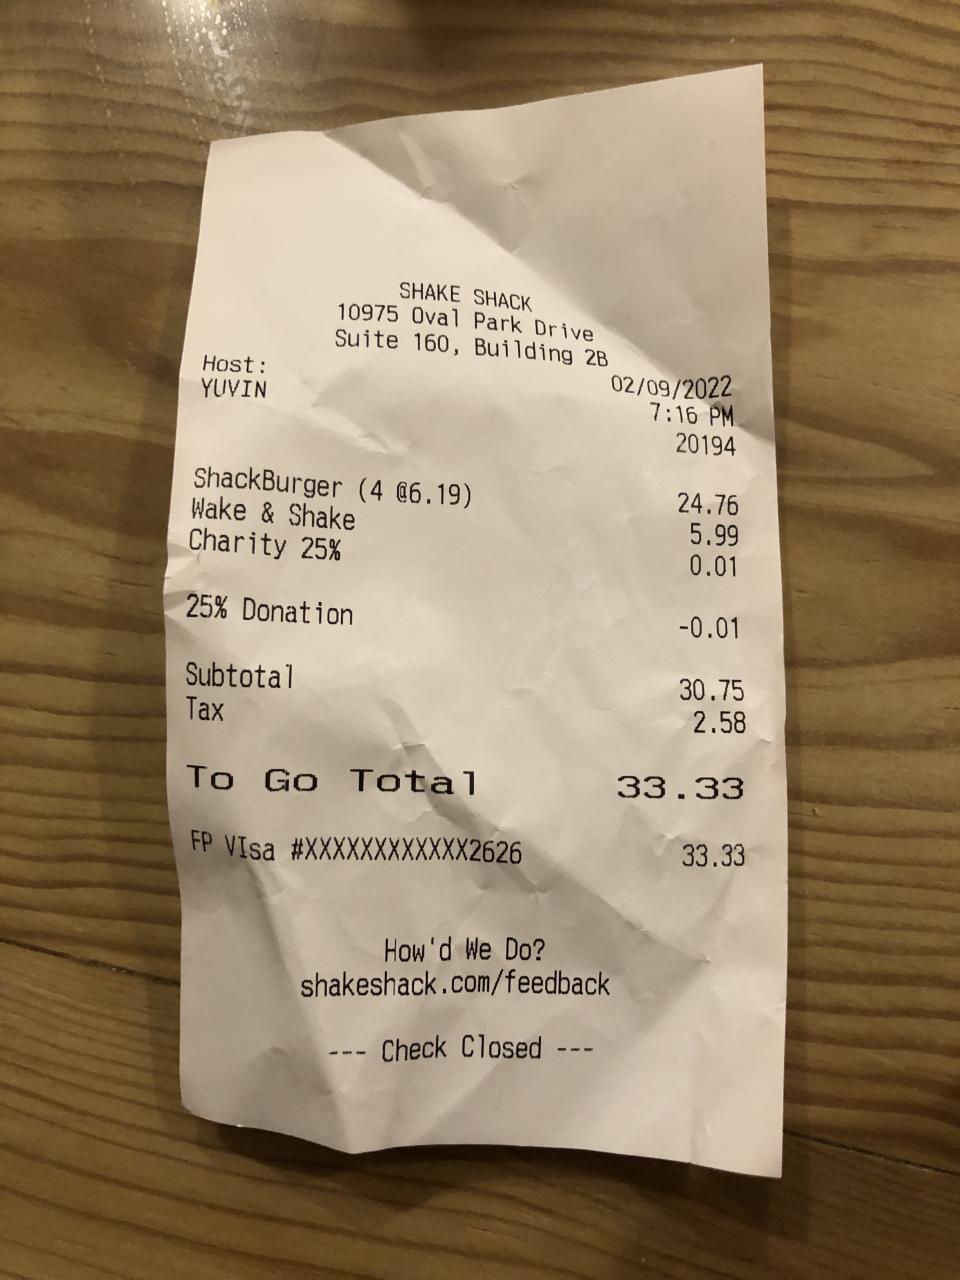 SHAKE SHACK
10975 Oval Park Drive
Suite 160, Building 2B
Host: 02/09/2022
YUVIN 7:16 PM
20194
ShackBurger (4 @6.19) 24.76
Wake & Shake 5.99
Charity 25% 0.01
25% Donation -0.01
Subtotal 30.75
Tax 2.58
To Go Total 33.33
FP VIsa #XXXXXXXXXXXX2626 33.33
How'd We Do?
shakeshack.com/feedback
--- Check Closed ---